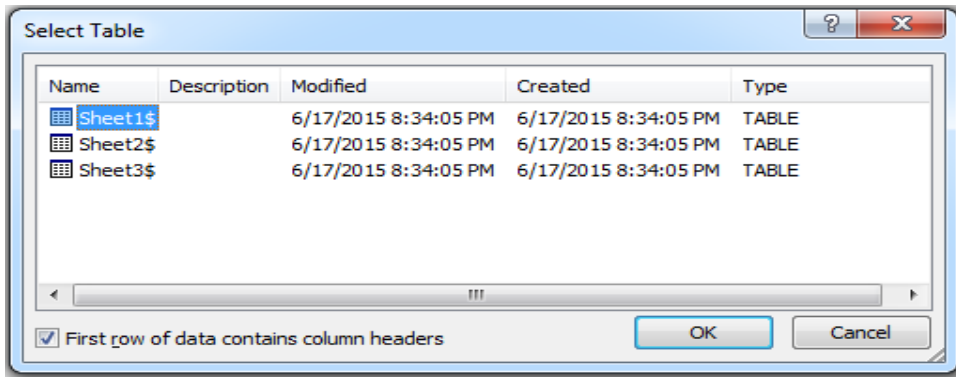 Select Table
Name Description Modified Created Type
Sheet1$ 6/17/2015 8:34:05 PM 6/17/2015 8:34:05 PM TABLE
Sheet2$ 6/17/2015 8:34:05 PM 6/17/2015 8:34:05 PM TABLE
Sheet3$ 6/17/2015 8:34:05 PM 6/17/2015 8:34:05 PM TABLE
First row of data contains column headers OK Cancel